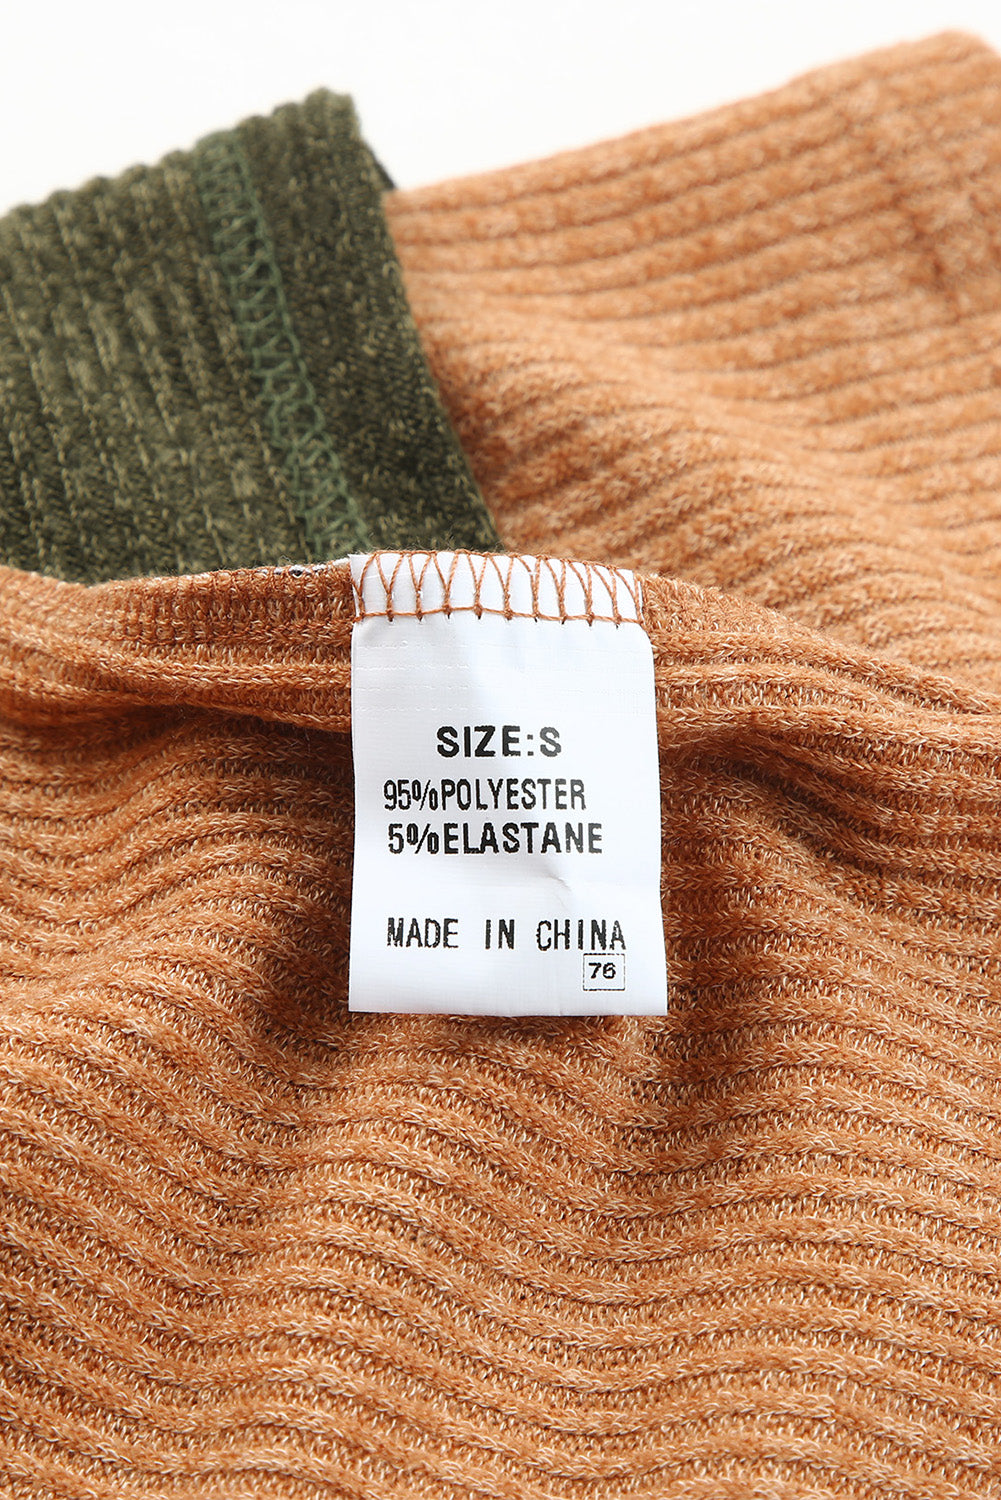 SIZE:S
95%POLYESTER
5%ELASTANE
MADE IN CHINA
76